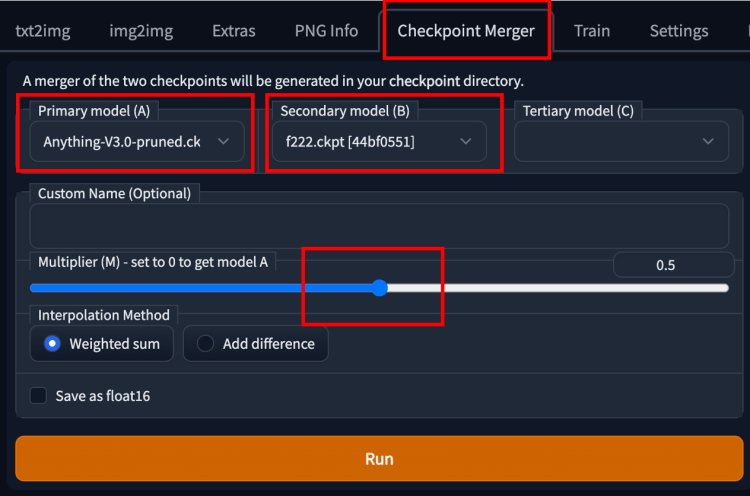 txt2img img2img Extras PNG Info Checkpoint Merger Train Settings
A merger of the two checkpoints will be generated in your checkpoint directory.
Primary model (A) Secondary model (B) Tertiary model (C)
Anything-V3.0-pruned.ck f222.ckpt [44bf0551]
Custom Name (Optional)
Multiplier (M) - set to 0 to get model A 0.5
Interpolation Method
Weighted sum Add difference
Save as float16
Run